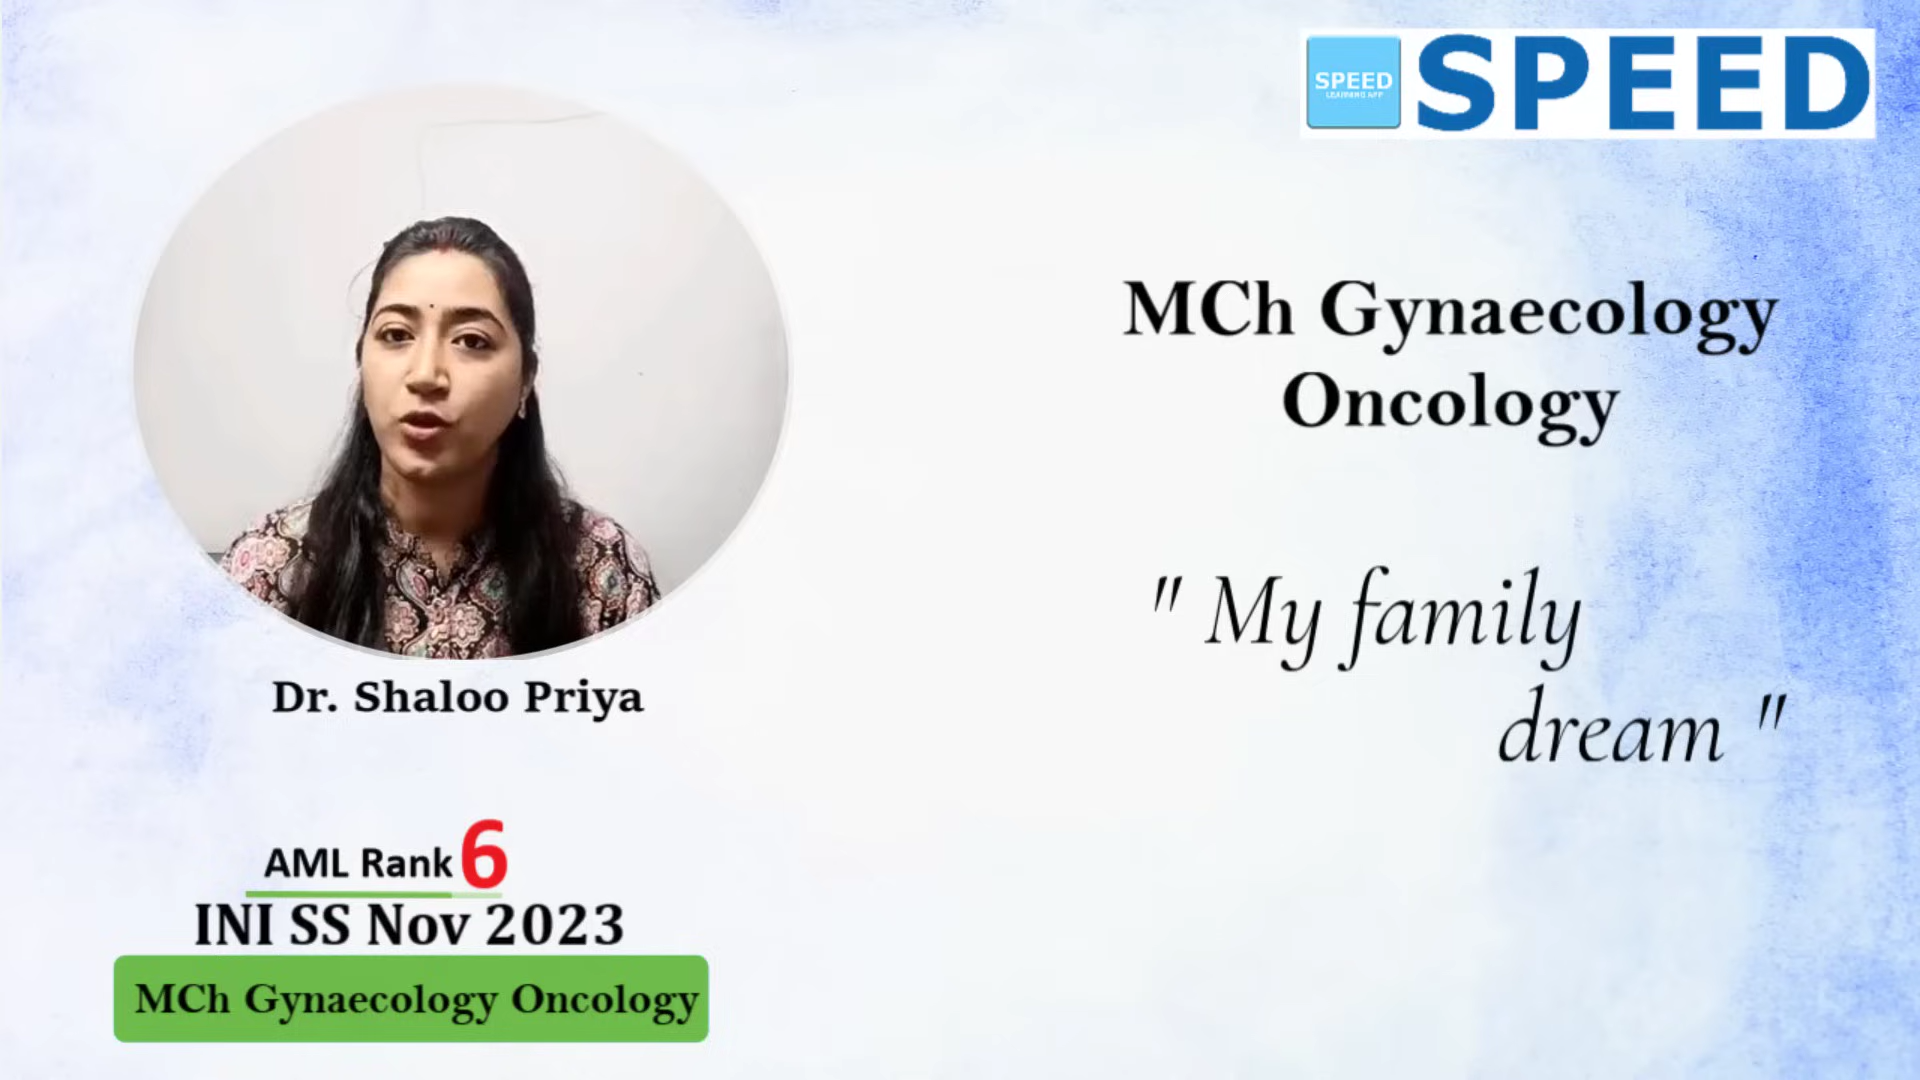 SPEED
LEARNING APP
SPEED
MCh Gynaecology
Oncology
" My family
dream "
Dr. Shaloo Priya
AML Rank 6
INI SS Nov 2023
MCh Gynaecology Oncology